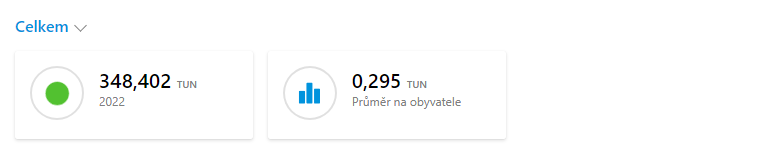 Celkem
348,402 TUN
2022
0,295 TUN
Průměr na obyvatele